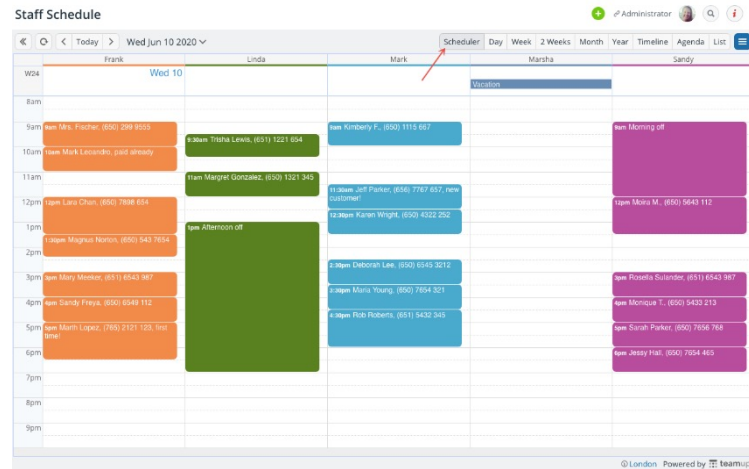 Staff Schedule
Administrator
Today
Wed Jun 10 2020
Scheduler Day Week 2 Weeks Month Year Timeline Agenda List
Frank Linda Mark Marsha Sandy
W24 Wed 10
Vacation
8am
9am 9am Mrs. Fischer, (650) 299 9555
9am Kimberly F., (650) 1115 667
9am Morning off
9:30am Trisha Lewis, (651) 1221 654
10am 10am Mark Leoandro, paid already
11am 11am Margret Gonzalez, (650) 1321 345
11:30am Jeff Parker, (656) 7767 657, new
customer!
12pm 12pm Lara Chan, (650) 7898 654
12pm Moira M., (650) 5643 112
12:30pm Karen Wright, (650) 4322 252
1pm 1pm Afternoon off
1:30pm Magnus Norton, (650) 543 7654
2pm
2:30pm Deborah Lee, (650) 6545 3212
3pm 3pm Mary Meeker, (651) 6543 987
3pm Rosella Sulander, (651) 6543 987
Maria Young, (650) 7654 321
4pm 4pm Sandy Freya, (650) 6549 112
4pm Monique T., (650) 5433 213
4:30pm Rob Roberts, (651) 5432 345
5pm 5pm Marth Lopez, (768) 2121 123, first
time!
5pm Sarah Parker, (650) 7656 768
6pm 6pm Jessy Hall, (650) 7654 465
7pm
8pm
9pm
London Powered by teamup